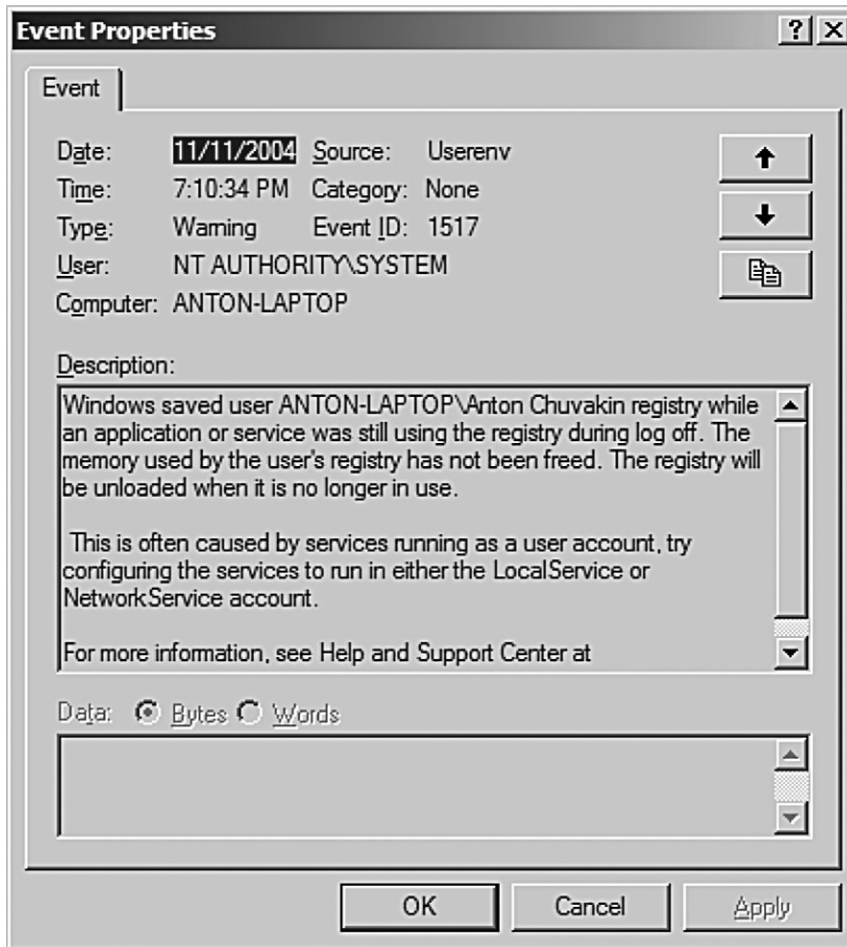 Event Properties
Event
Date: 11/11/2004 Source: Userenv
Time: 7:10:34 PM Category: None
Type: Warning Event ID: 1517
User: NT AUTHORITY\SYSTEM
Computer: ANTON-LAPTOP
Description:
Windows saved user ANTON-LAPTOP\Anton Chuvakin registry while
an application or service was still using the registry during log off. The
memory used by the user's registry has not been freed. The registry will
be unloaded when it is no longer in use.
This is often caused by services running as a user account, try
configuring the services to run in either the LocalService or
NetworkService account.
For more information, see Help and Support Center at
Data: Bytes Words
OK Cancel Apply